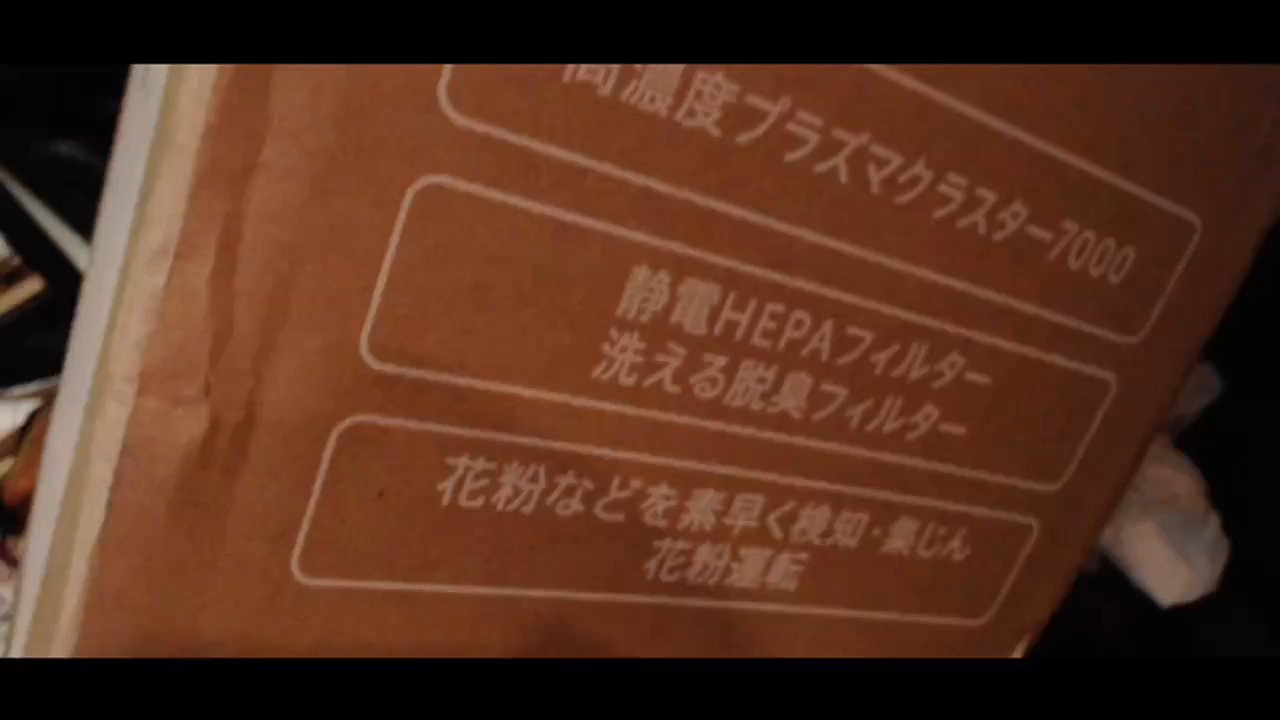 高濃度プラズマクラスター7000
静電HEPAフィルター
洗える脱臭フィルター
花粉などを素早く検知・集じん
花粉運転